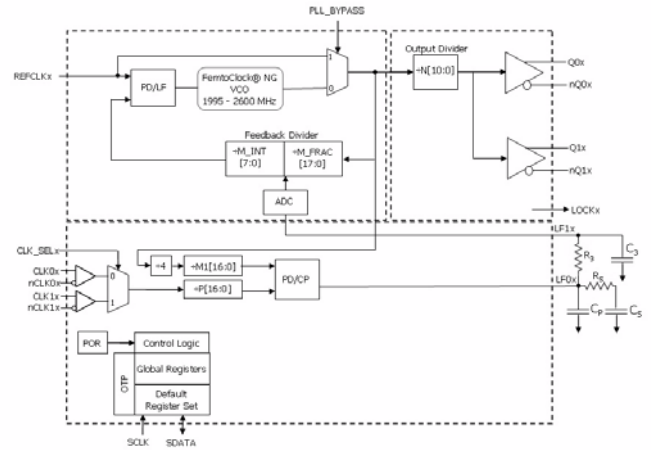 PLL_BYPASS
Output Divider
REFCLKx
PD/LF
FemtoClock® NG
VCO
1995 - 2600 MHz
1
0
÷N[10:0]
Q0x
nQ0x
Feedback Divider
÷M_INT
[7:0]
÷M_FRAC
[17:0]
Q1x
nQ1x
ADC
LOCKx
LF1x
CLK_SELx
R3
C3
÷4
÷M1[16:0]
CLK0x
nCLK0x
CLK1x
nCLK1x
0
1
÷P[16:0]
PD/CP
LF0x
RS
CP
CS
POR
Control Logic
OTP
Global Registers
Default
Register Set
SCLK
SDATA